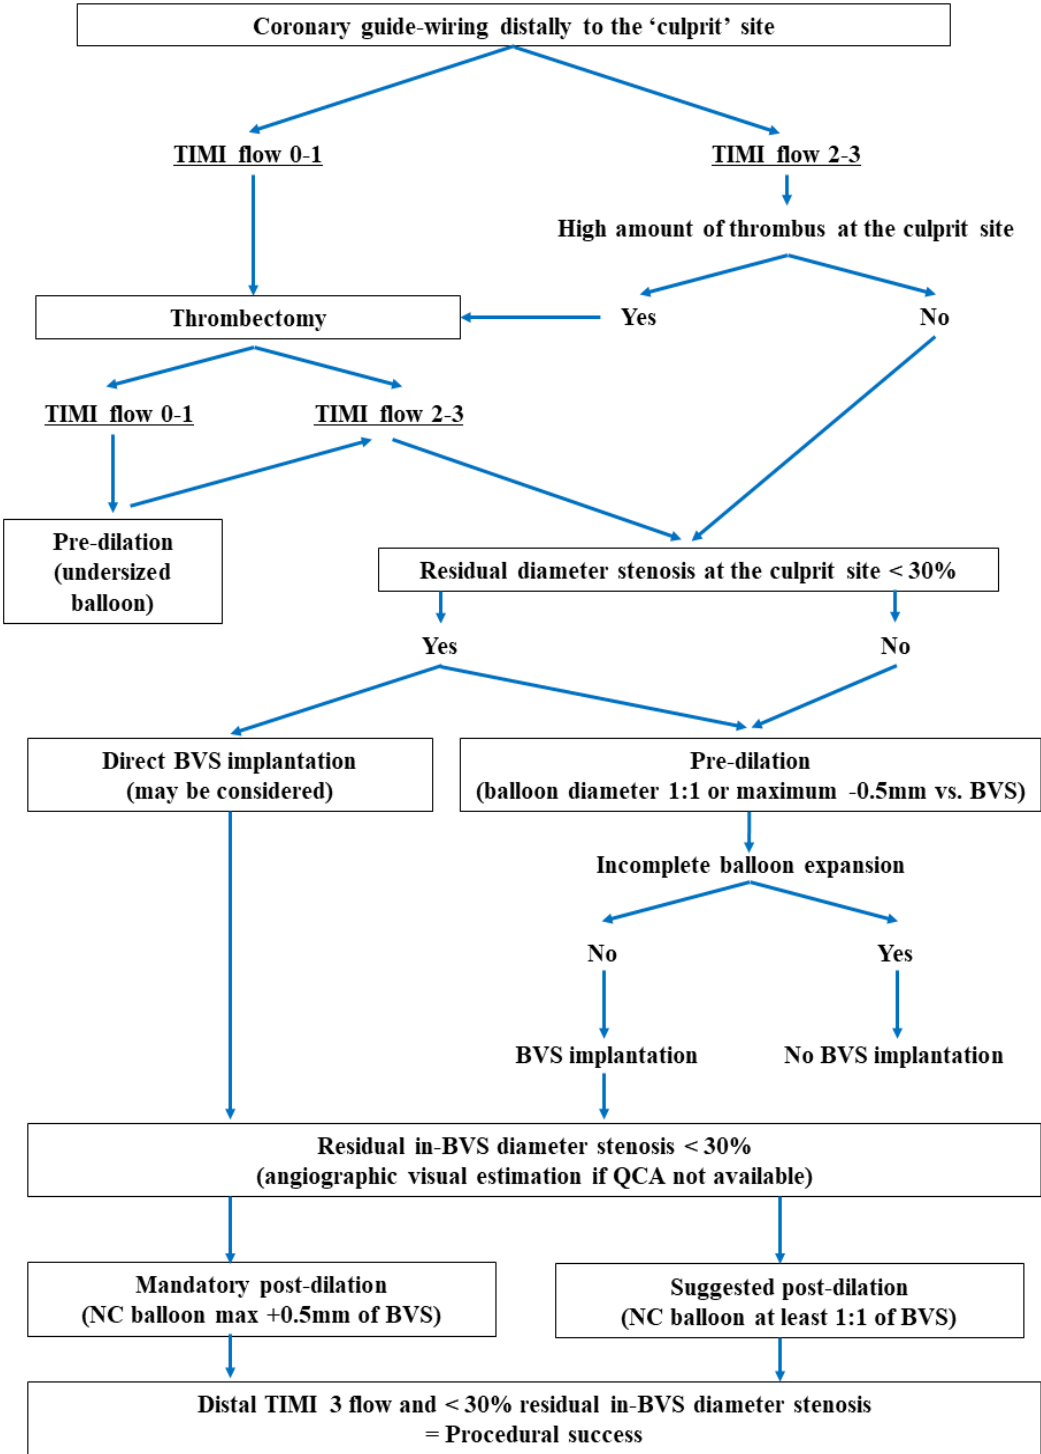 Coronary guide-wiring distally to the ‘culprit’ site
TIMI flow 0-1
TIMI flow 2-3
High amount of thrombus at the culprit site
Thrombectomy
Yes
No
TIMI flow 0-1
TIMI flow 2-3
Pre-dilation
(undersized
balloon)
Residual diameter stenosis at the culprit site < 30%
Yes
No
Direct BVS implantation
(may be considered)
Pre-dilation
(balloon diameter 1:1 or maximum -0.5mm vs. BVS)
Incomplete balloon expansion
No
Yes
BVS implantation
No BVS implantation
Residual in-BVS diameter stenosis < 30%
(angiographic visual estimation if QCA not available)
Mandatory post-dilation
(NC balloon max +0.5mm of BVS)
Suggested post-dilation
(NC balloon at least 1:1 of BVS)
Distal TIMI 3 flow and < 30% residual in-BVS diameter stenosis
= Procedural success